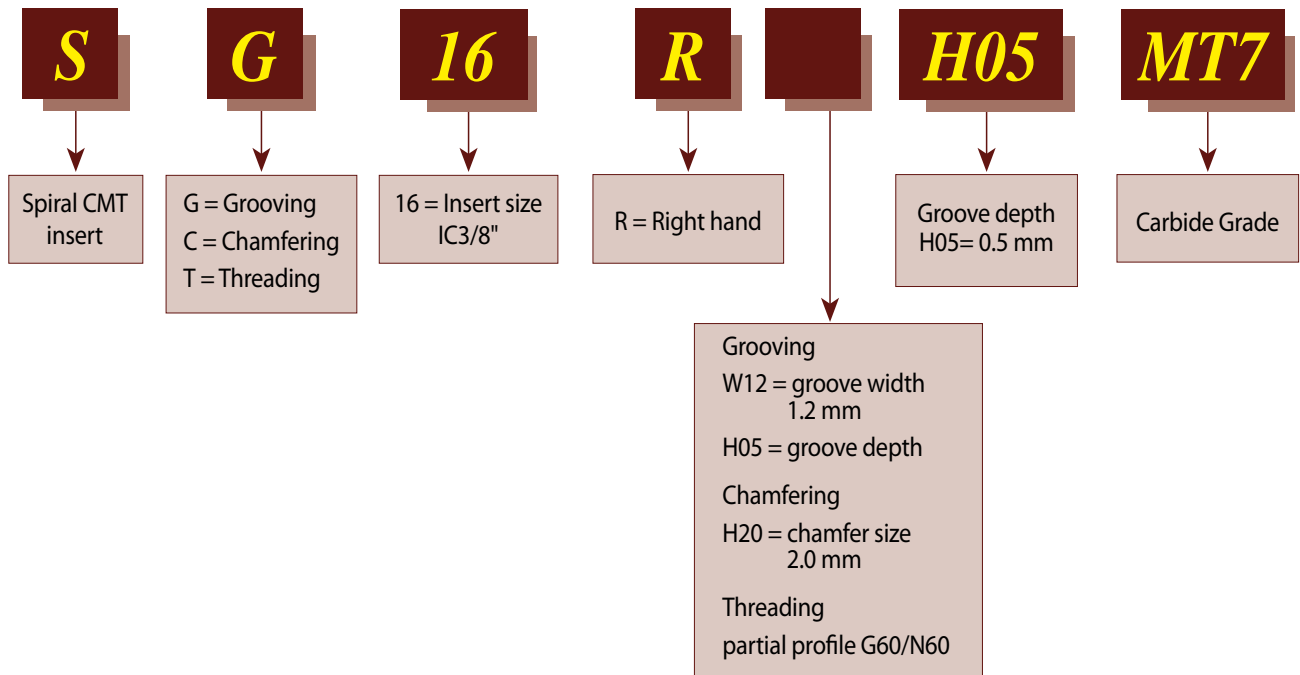 S G 16 R H05 MT7
Spiral CMT
insert
G = Grooving
C = Chamfering
T = Threading
16 = Insert size
IC3/8"
R = Right hand
Groove depth
H05= 0.5 mm
Carbide Grade
Grooving
W12 = groove width
1.2 mm
H05 = groove depth
Chamfering
H20 = chamfer size
2.0 mm
Threading
partial profile G60/N60